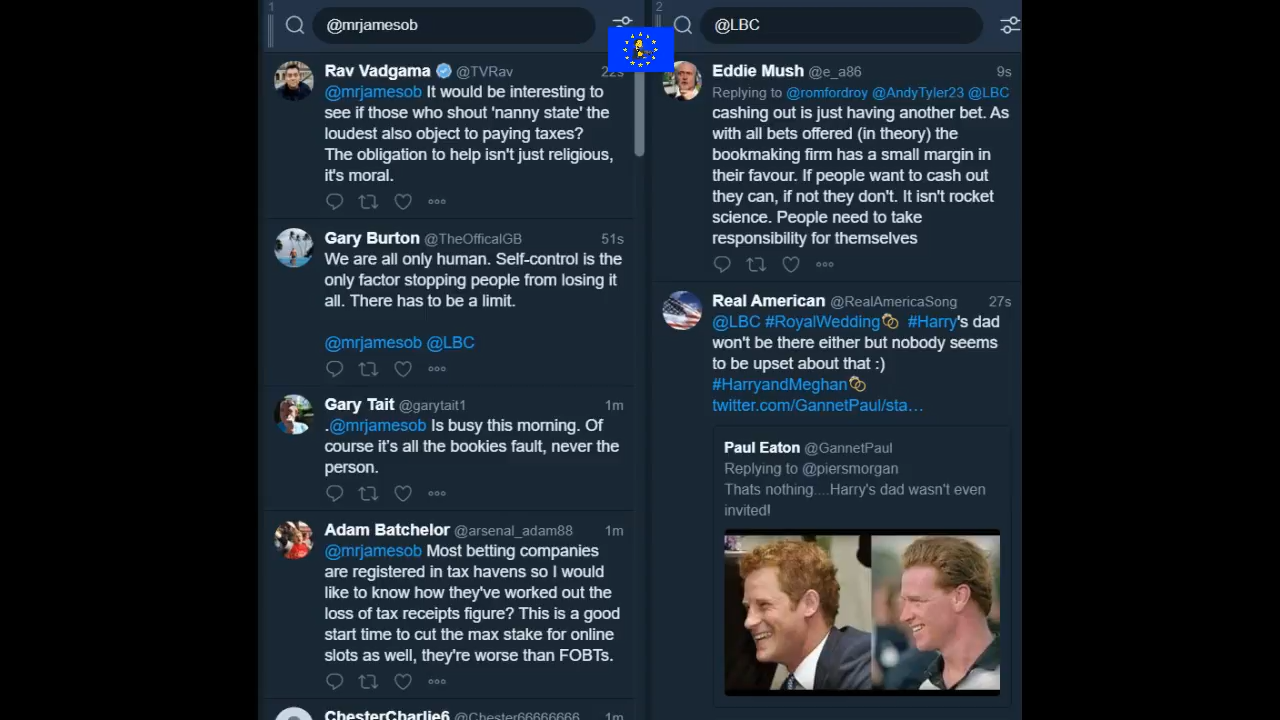 1
@mrjamesob
Rav Vadgama @TVRav 22s
@mrjamesob It would be interesting to
see if those who shout 'nanny state' the
loudest also object to paying taxes?
The obligation to help isn't just religious,
it's moral.
Gary Burton @TheOfficalGB 51s
We are all only human. Self-control is the
only factor stopping people from losing it
all. There has to be a limit.
@mrjamesob @LBC
Gary Tait @garytait1 1m
.@mrjamesob Is busy this morning. Of
course it's all the bookies fault, never the
person.
Adam Batchelor @arsenal_adam88 1m
@mrjamesob Most betting companies
are registered in tax havens so I would
like to know how they've worked out the
loss of tax receipts figure? This is a good
start time to cut the max stake for online
slots as well, they're worse than FOBTs.
ChesterCharlie6 @Chester66666666 1m
2
@LBC
Eddie Mush @e_a86 9s
Replying to @romfordroy @AndyTyler23 @LBC
cashing out is just having another bet. As
with all bets offered (in theory) the
bookmaking firm has a small margin in
their favour. If people want to cash out
they can, if not they don't. It isn't rocket
science. People need to take
responsibility for themselves
Real American @RealAmericaSong 27s
@LBC #RoyalWedding #Harry's dad
won't be there either but nobody seems
to be upset about that :)
#HarryandMeghan
twitter.com/GannetPaul/sta…
Paul Eaton @GannetPaul
Replying to @piersmorgan
Thats nothing....Harry's dad wasn't even
invited!